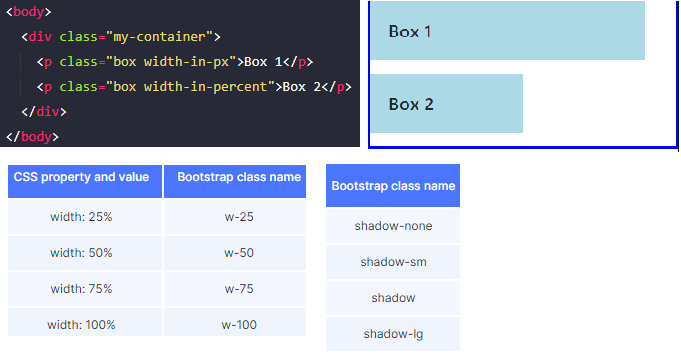 <body>
<div class="my-container">
<p class="box width-in-px">Box 1</p>
<p class="box width-in-percent">Box 2</p>
</div>
</body>
Box 1
Box 2
CSS property and value Bootstrap class name
width: 25% w-25
width: 50% w-50
width: 75% w-75
width: 100% w-100
Bootstrap class name
shadow-none
shadow-sm
shadow
shadow-lg